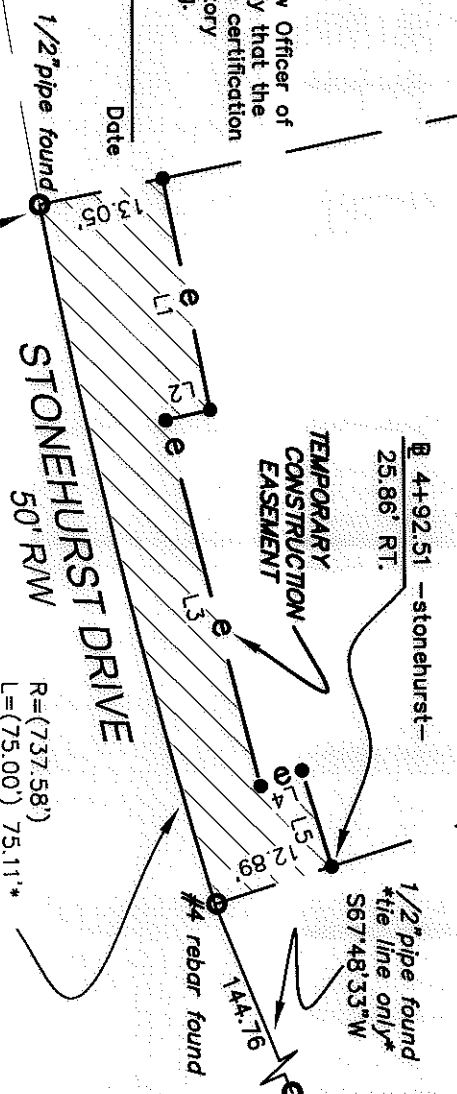 w Officer of
y that the
certification
tory
g.
Date
1/2" pipe found
13.05'
L1
e
L2
e
L3
e
L4
e
L5
12.89'
℔ 4+92.51 -stonehurst-
25.86' RT.
TEMPORARY
CONSTRUCTION
EASEMENT
STONEHURST DRIVE
50' R/W
R=(737.58')
L=(75.00') 75.11'*
#4 rebar found
144.76
1/2" pipe found
*tie line only*
S67°48'33"W